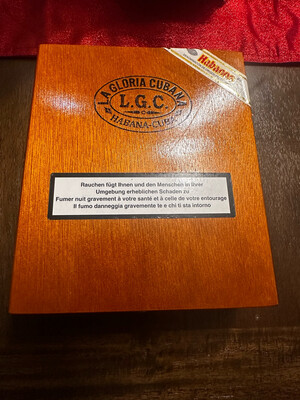 Habanos
LA GLORIA CUBANA
L.G.C.
HABANA-CUBA
Rauchen fügt Ihnen und den Menschen in Ihrer
Umgebung erheblichen Schaden zu
Fumer nuit gravement à votre santé et à celle de votre entourage
Il fumo danneggia gravemente te e chi ti sta intorno